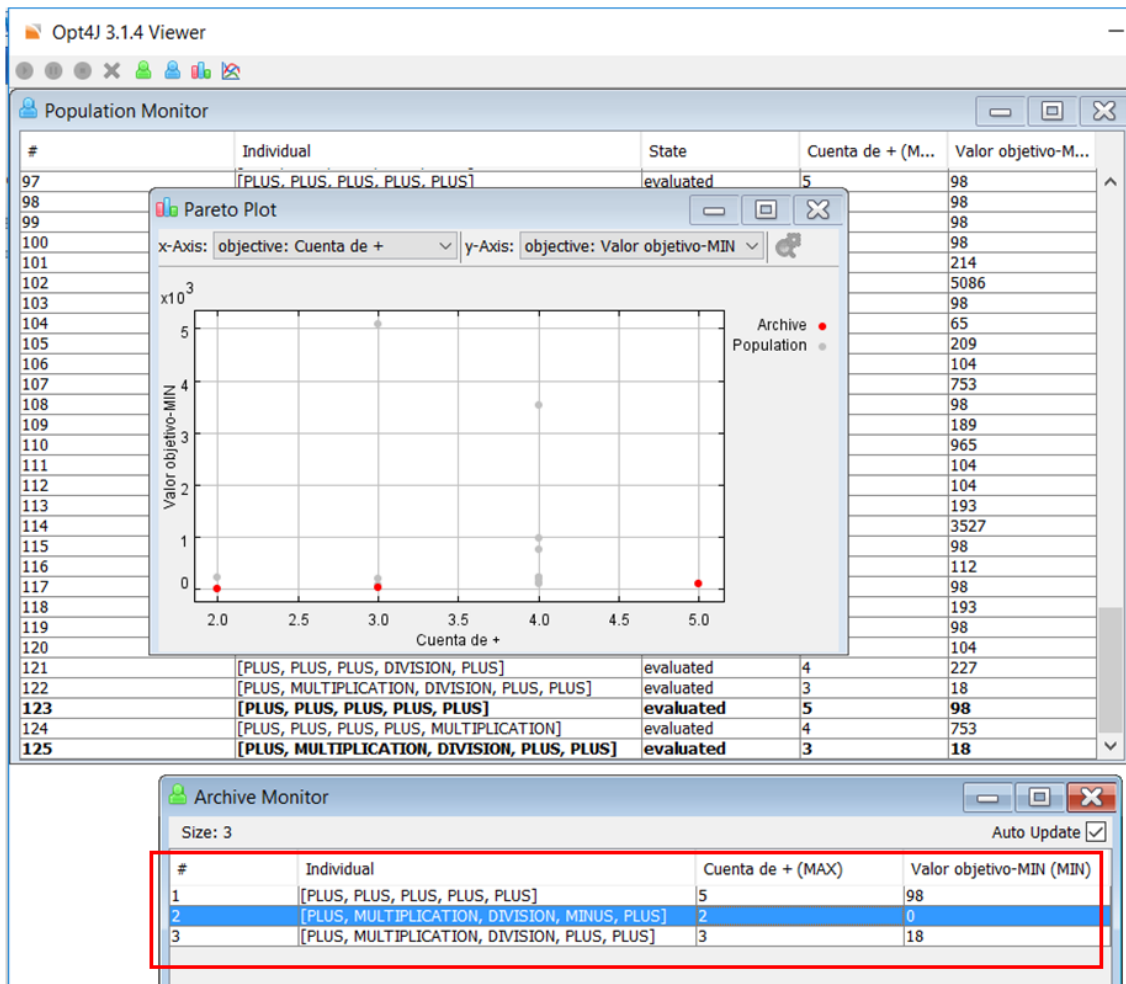 Opt4J 3.1.4 Viewer
Population Monitor
# Individual State Cuenta de + (M... Valor objetivo-M...
97 [PLUS, PLUS, PLUS, PLUS, PLUS] evaluated 5 98
98 98
99 98
100 98
101 214
102 5086
103 98
104 65
105 209
106 104
107 753
108 98
109 189
110 965
111 104
112 104
113 193
114 3527
115 98
116 112
117 98
118 193
119 98
120 104
121 [PLUS, PLUS, PLUS, DIVISION, PLUS] evaluated 4 227
122 [PLUS, MULTIPLICATION, DIVISION, PLUS, PLUS] evaluated 3 18
123 [PLUS, PLUS, PLUS, PLUS, PLUS] evaluated 5 98
124 [PLUS, PLUS, PLUS, PLUS, MULTIPLICATION] evaluated 4 753
125 [PLUS, MULTIPLICATION, DIVISION, PLUS, PLUS] evaluated 3 18
Pareto Plot
x-Axis: objective: Cuenta de + y-Axis: objective: Valor objetivo-MIN
x10³
5
4
3
2
1
0
Valor objetivo-MIN
2.0 2.5 3.0 3.5 4.0 4.5 5.0
Cuenta de +
Archive
Population
Archive Monitor
Size: 3 Auto Update
# Individual Cuenta de + (MAX) Valor objetivo-MIN (MIN)
1 [PLUS, PLUS, PLUS, PLUS, PLUS] 5 98
2 [PLUS, MULTIPLICATION, DIVISION, MINUS, PLUS] 2 0
3 [PLUS, MULTIPLICATION, DIVISION, PLUS, PLUS] 3 18